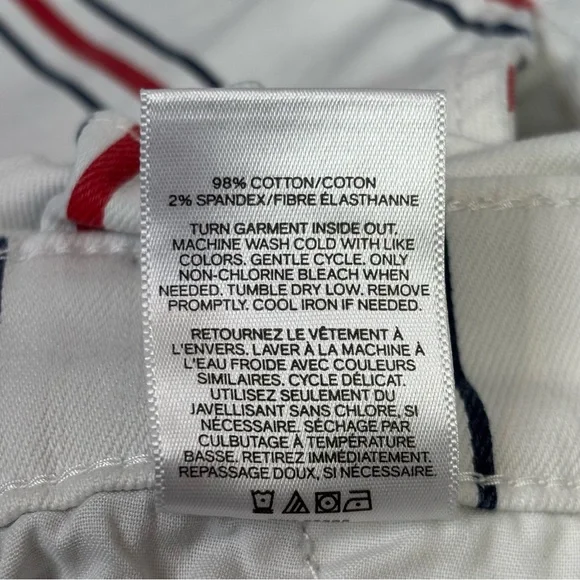 98% COTTON/COTON
2% SPANDEX/FIBRE ÉLASTHANNE
TURN GARMENT INSIDE OUT.
MACHINE WASH COLD WITH LIKE
COLORS. GENTLE CYCLE. ONLY
NON-CHLORINE BLEACH WHEN
NEEDED. TUMBLE DRY LOW. REMOVE
PROMPTLY. COOL IRON IF NEEDED.
RETOURNEZ LE VÊTEMENT À
L'ENVERS. LAVER À LA MACHINE À
L'EAU FROIDE AVEC COULEURS
SIMILAIRES. CYCLE DÉLICAT.
UTILISEZ SEULEMENT DU
JAVELLISANT SANS CHLORE, SI
NÉCESSAIRE. SÉCHAGE PAR
CULBUTAGE À TEMPÉRATURE
BASSE. RETIREZ IMMÉDIATEMENT.
REPASSAGE DOUX, SI NÉCESSAIRE.